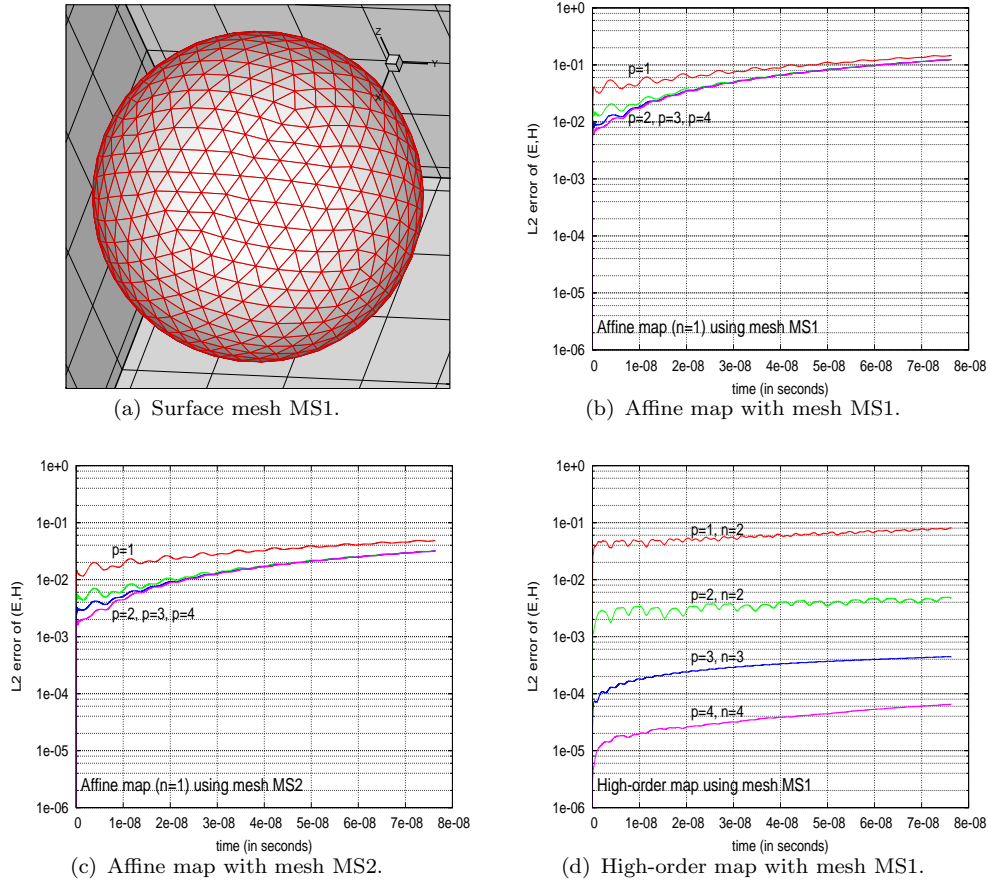 Z
Y
X
(a) Surface mesh MS1.
1e+0
1e-01
1e-02
1e-03
1e-04
1e-05
1e-06
L2 error of (E,H)
p=1
p=2, p=3, p=4
Affine map (n=1) using mesh MS1
0 1e-08 2e-08 3e-08 4e-08 5e-08 6e-08 7e-08 8e-08
time (in seconds)
(b) Affine map with mesh MS1.
1e+0
1e-01
1e-02
1e-03
1e-04
1e-05
1e-06
L2 error of (E,H)
p=1
p=2, p=3, p=4
Affine map (n=1) using mesh MS2
0 1e-08 2e-08 3e-08 4e-08 5e-08 6e-08 7e-08 8e-08
time (in seconds)
(c) Affine map with mesh MS2.
1e+0
1e-01
1e-02
1e-03
1e-04
1e-05
1e-06
L2 error of (E,H)
p=1, n=2
p=2, n=2
p=3, n=3
p=4, n=4
High-order map using mesh MS1
0 1e-08 2e-08 3e-08 4e-08 5e-08 6e-08 7e-08 8e-08
time (in seconds)
(d) High-order map with mesh MS1.